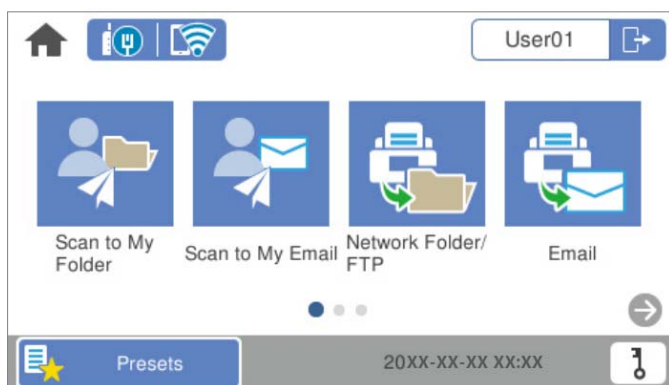 User01
Scan to My
Folder
Scan to My Email
Network Folder/
FTP
Email
Presets
20XX-XX-XX XX:XX